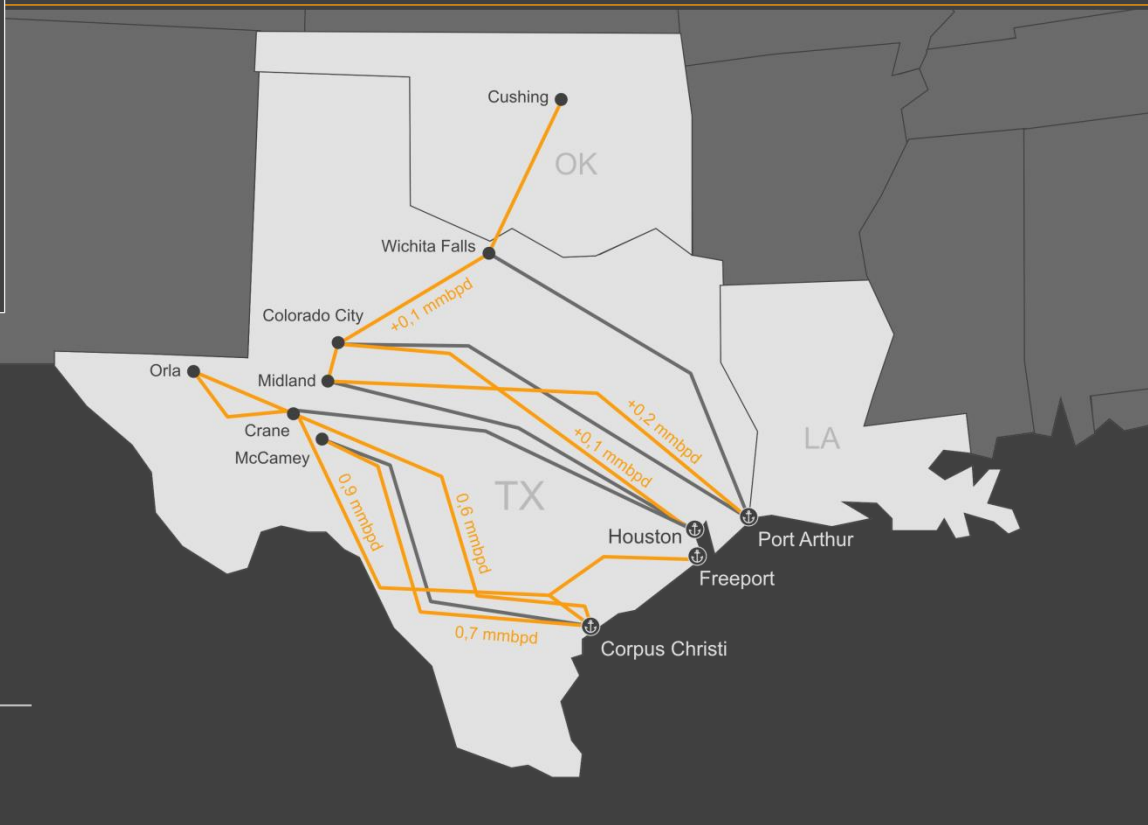 Cushing
OK
Wichita Falls
+0,1 mmbpd
Colorado City
Orla
Midland
+0,2 mmbpd
Crane
+0,1 mmbpd
LA
McCamey
0,9 mmbpd
0,6 mmbpd
TX
Houston
Port Arthur
Freeport
0,7 mmbpd
Corpus Christi